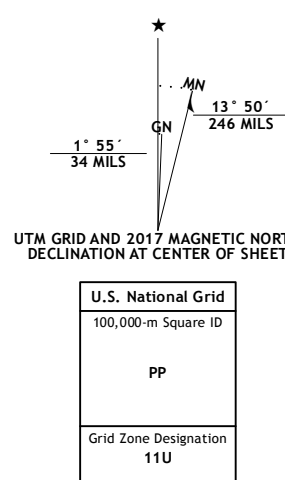 ★
MN
GN
13° 50´
246 MILS
1° 55´
34 MILS
UTM GRID AND 2017 MAGNETIC NORT
DECLINATION AT CENTER OF SHEET
U.S. National Grid
100,000-m Square ID
PP
Grid Zone Designation
11U